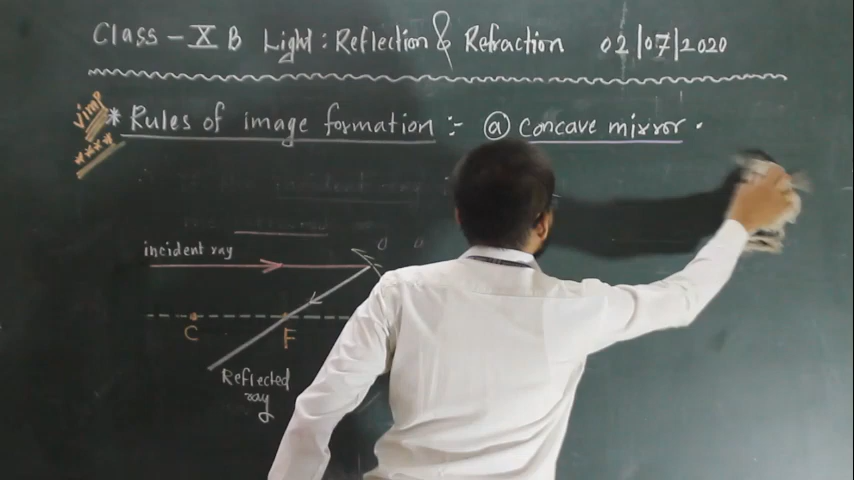 Class - X B Light : Reflection & Refraction 02/07/2020
Vimp
* Rules of image formation :- (a) Concave mirror.
incident ray
C F
Reflected
ray